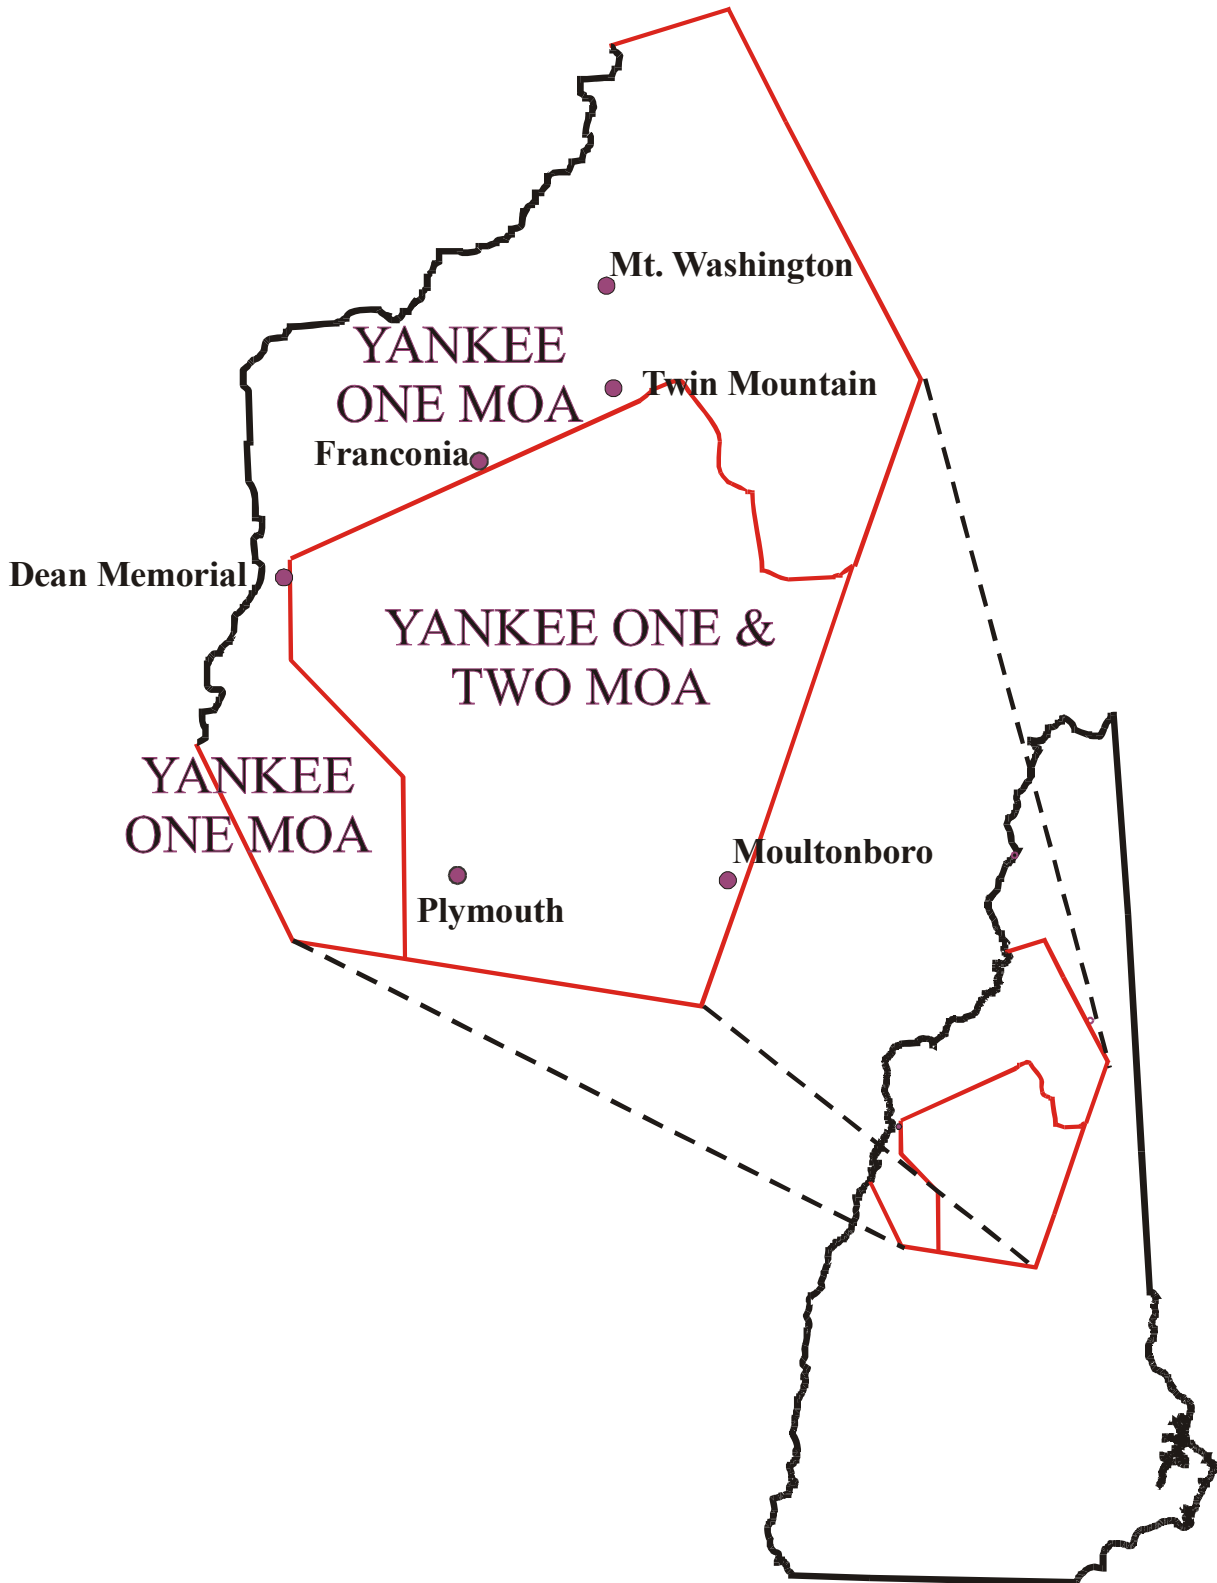 Mt. Washington
YANKEE
ONE MOA
Twin Mountain
Franconia
Dean Memorial
YANKEE ONE &
TWO MOA
YANKEE
ONE MOA
Moultonboro
Plymouth